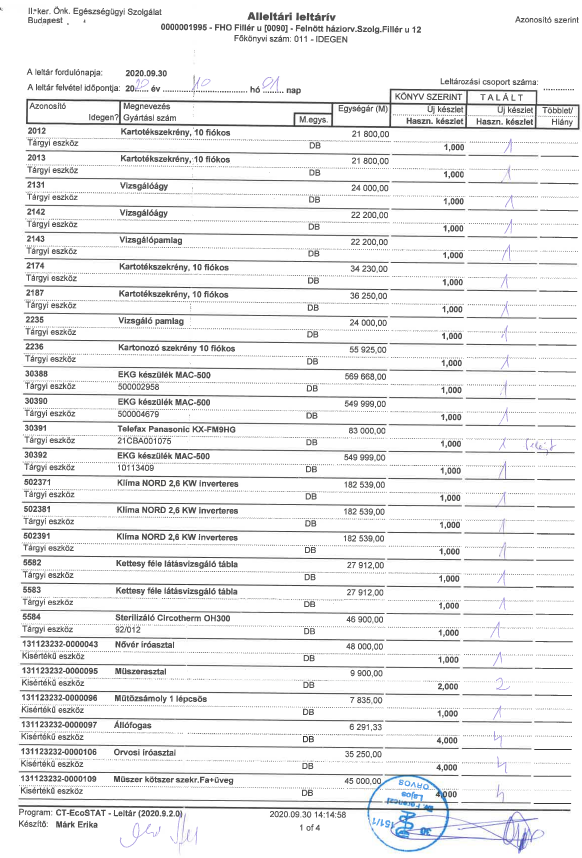 II. ker. Önk. Egészségügyi Szolgálat
Budapest
Alleltári leltárív
Azonosító szerint
0000001995 - FHO Fillér u [0090] - Felnőtt háziorv.Szolg.Fillér u 12
Főkönyvi szám: 011 - IDEGEN
A leltár fordulónapja: 2020.09.30
Leltározási csoport száma:
A leltár felvétel időpontja: 2020 év 10 hó 01 nap
KÖNYV SZERINT TALÁLT
Azonosító Megnevezés Egységár (M) Új készlet Új készlet Többlet/
Idegen? Gyártási szám M.egys. Haszn. készlet Haszn. készlet Hiány
2012 Kartotékszekrény, 10 fiókos 21 800,00
Tárgyi eszköz DB 1,000 1
2013 Kartotékszekrény, 10 fiókos 21 800,00
Tárgyi eszköz DB 1,000 1
2131 Vizsgálóágy 24 000,00
Tárgyi eszköz DB 1,000 1
2142 Vizsgálóágy 22 200,00
Tárgyi eszköz DB 1,000 1
2143 Vizsgálópamlag 22 200,00
Tárgyi eszköz DB 1,000 1
2174 Kartotékszekrény, 10 fiókos 34 230,00
Tárgyi eszköz DB 1,000 1
2187 Kartotékszekrény, 10 fiókos 36 250,00
Tárgyi eszköz DB 1,000 1
2235 Vizsgáló pamlag 24 000,00
Tárgyi eszköz DB 1,000 1
2236 Kartonozó szekrény 10 fiókos 55 925,00
Tárgyi eszköz DB 1,000 1
30388 EKG készülék MAC-500 569 668,00
Tárgyi eszköz 500002958 DB 1,000 1
30390 EKG készülék MAC-500 549 999,00
Tárgyi eszköz 500004679 DB 1,000 1
30391 Telefax Panasonic KX-FM9HG 83 000,00
Tárgyi eszköz 21CBA001075 DB 1,000 1
30392 EKG készülék MAC-500 549 999,00
Tárgyi eszköz 10113409 DB 1,000 1
502371 Klíma NORD 2,6 KW inverteres 182 539,00
Tárgyi eszköz DB 1,000 1
502381 Klíma NORD 2,6 KW inverteres 182 539,00
Tárgyi eszköz DB 1,000 1
502391 Klíma NORD 2,6 KW inverteres 182 539,00
Tárgyi eszköz DB 1,000 1
5582 Kettesy féle látásvizsgáló tábla 27 912,00
Tárgyi eszköz DB 1,000 1
5583 Kettesy féle látásvizsgáló tábla 27 912,00
Tárgyi eszköz DB 1,000 1
5584 Sterilizáló Circotherm OH300 46 900,00
Tárgyi eszköz 92/012 DB 1,000 1
131123232-0000043 Nővér íróasztal 48 000,00
Kisértékű eszköz DB 1,000 1
131123232-0000095 Műszerasztal 9 900,00
Kisértékű eszköz DB 2,000 2
131123232-0000096 Műtözsámoly 1 lépcsős 7 835,00
Kisértékű eszköz DB 1,000 1
131123232-0000097 Állófogas 6 291,33
Kisértékű eszköz DB 4,000 4
131123232-0000106 Orvosi íróasztal 35 250,00
Kisértékű eszköz DB 4,000 4
131123232-0000109 Műszer kötszer szekr.Fa+üveg 45 000,00
Kisértékű eszköz DB 4,000 4
Dr. Ferenczi
Lajos
ORVOS
Program: CT-EcoSTAT - Leltár (2020.9.2.0) 2020.09.30 14:14:58
Készítő: Márk Erika 1 of 4